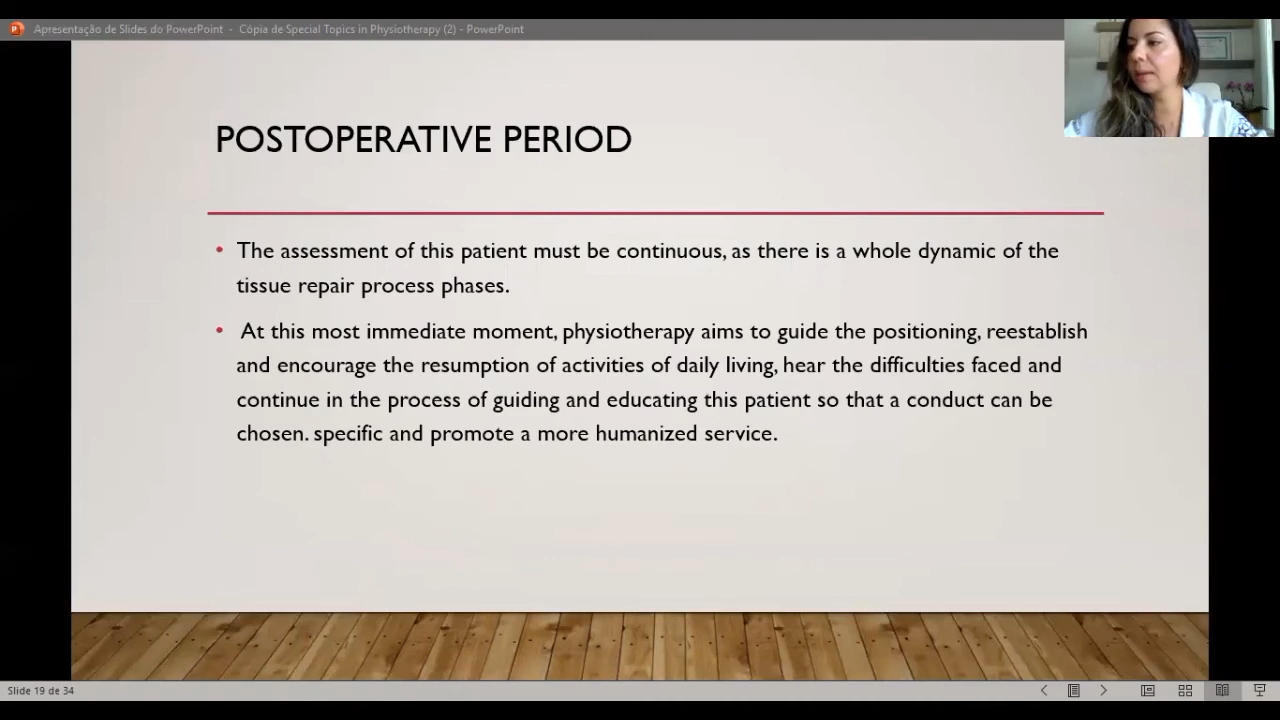 Apresentação de Slides do PowerPoint - Cópia de Special Topics in Physiotherapy (2) - PowerPoint
POSTOPERATIVE PERIOD
• The assessment of this patient must be continuous, as there is a whole dynamic of the
tissue repair process phases.
• At this most immediate moment, physiotherapy aims to guide the positioning, reestablish
and encourage the resumption of activities of daily living, hear the difficulties faced and
continue in the process of guiding and educating this patient so that a conduct can be
chosen. specific and promote a more humanized service.
Slide 19 de 34